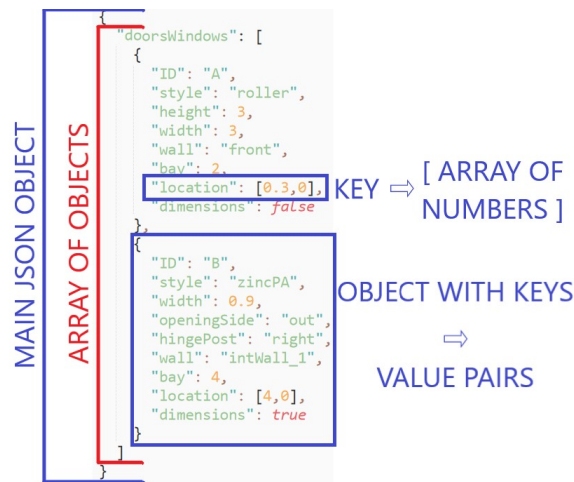 {
"doorsWindows": [
{
"ID": "A",
"style": "roller",
"height": 3,
"width": 3,
"wall": "front",
"bay": 2,
"location": [0.3,0],
"dimensions": false
},
{
"ID": "B",
"style": "zincPA",
"width": 0.9,
"openingSide": "out",
"hingePost": "right",
"wall": "intWall_1",
"bay": 4,
"location": [4,0],
"dimensions": true
}
]
}
MAIN JSON OBJECT
ARRAY OF OBJECTS
KEY ⇨ [ ARRAY OF
NUMBERS ]
OBJECT WITH KEYS
⇨
VALUE PAIRS